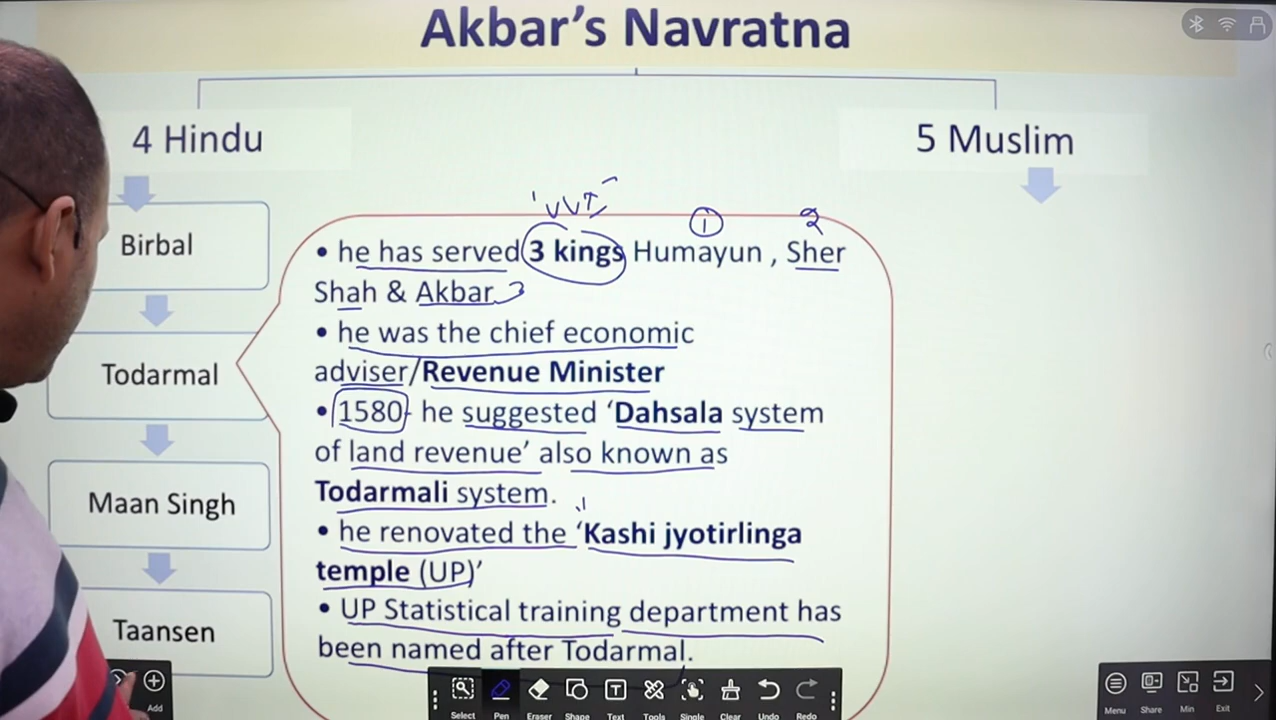 Akbar's Navratna
4 Hindu
5 Muslim
Birbal
Todarmal
Maan Singh
Taansen
1
2
• he has served 3 kings Humayun , Sher
Shah & Akbar
3
• he was the chief economic
adviser/Revenue Minister
• 1580- he suggested 'Dahsala system
of land revenue' also known as
Todarmali system.
• he renovated the 'Kashi jyotirlinga
temple (UP)'
• UP Statistical training department has
been named after Todarmal.
Add
Select
Pen
Eraser
Shape
Text
Tools
Single
Clear
Undo
Redo
Menu
Share
Min
Exit